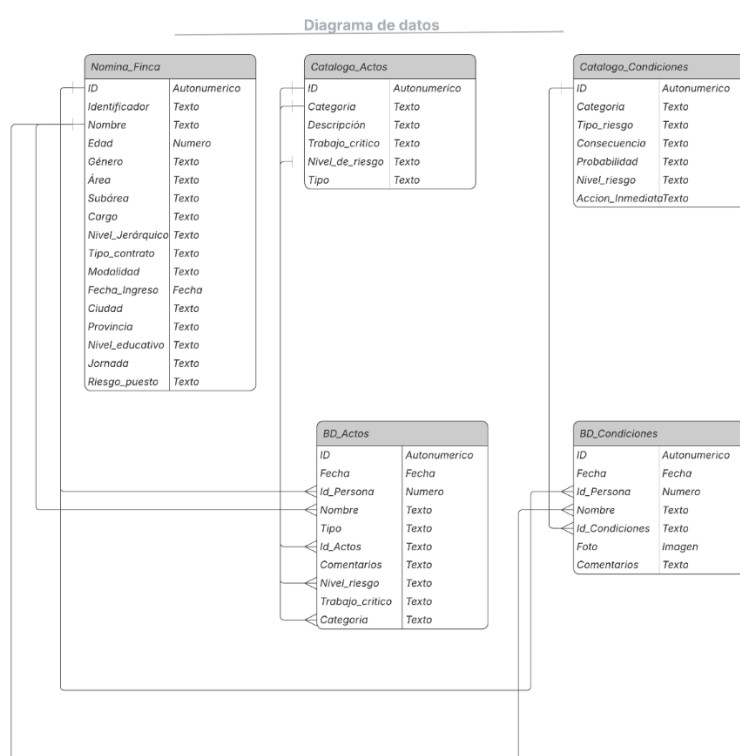 Diagrama de datos
Nomina_Finca
ID Autonumerico
Identificador Texto
Nombre Texto
Edad Numero
Género Texto
Área Texto
Subárea Texto
Cargo Texto
Nivel_Jerárquico Texto
Tipo_contrato Texto
Modalidad Texto
Fecha_Ingreso Fecha
Ciudad Texto
Provincia Texto
Nivel_educativo Texto
Jornada Texto
Riesgo_puesto Texto
Catalogo_Actos
ID Autonumerico
Categoria Texto
Descripción Texto
Trabajo_critico Texto
Nivel_de_riesgo Texto
Tipo Texto
Catalogo_Condiciones
ID Autonumerico
Categoria Texto
Tipo_riesgo Texto
Consecuencia Texto
Probabilidad Texto
Nivel_riesgo Texto
Accion_Inmediata Texto
BD_Actos
ID Autonumerico
Fecha Fecha
Id_Persona Numero
Nombre Texto
Tipo Texto
Id_Actos Texto
Comentarios Texto
Nivel_riesgo Texto
Trabajo_critico Texto
Categoria Texto
BD_Condiciones
ID Autonumerico
Fecha Fecha
Id_Persona Numero
Nombre Texto
Id_Condiciones Texto
Foto Imagen
Comentarios Texto